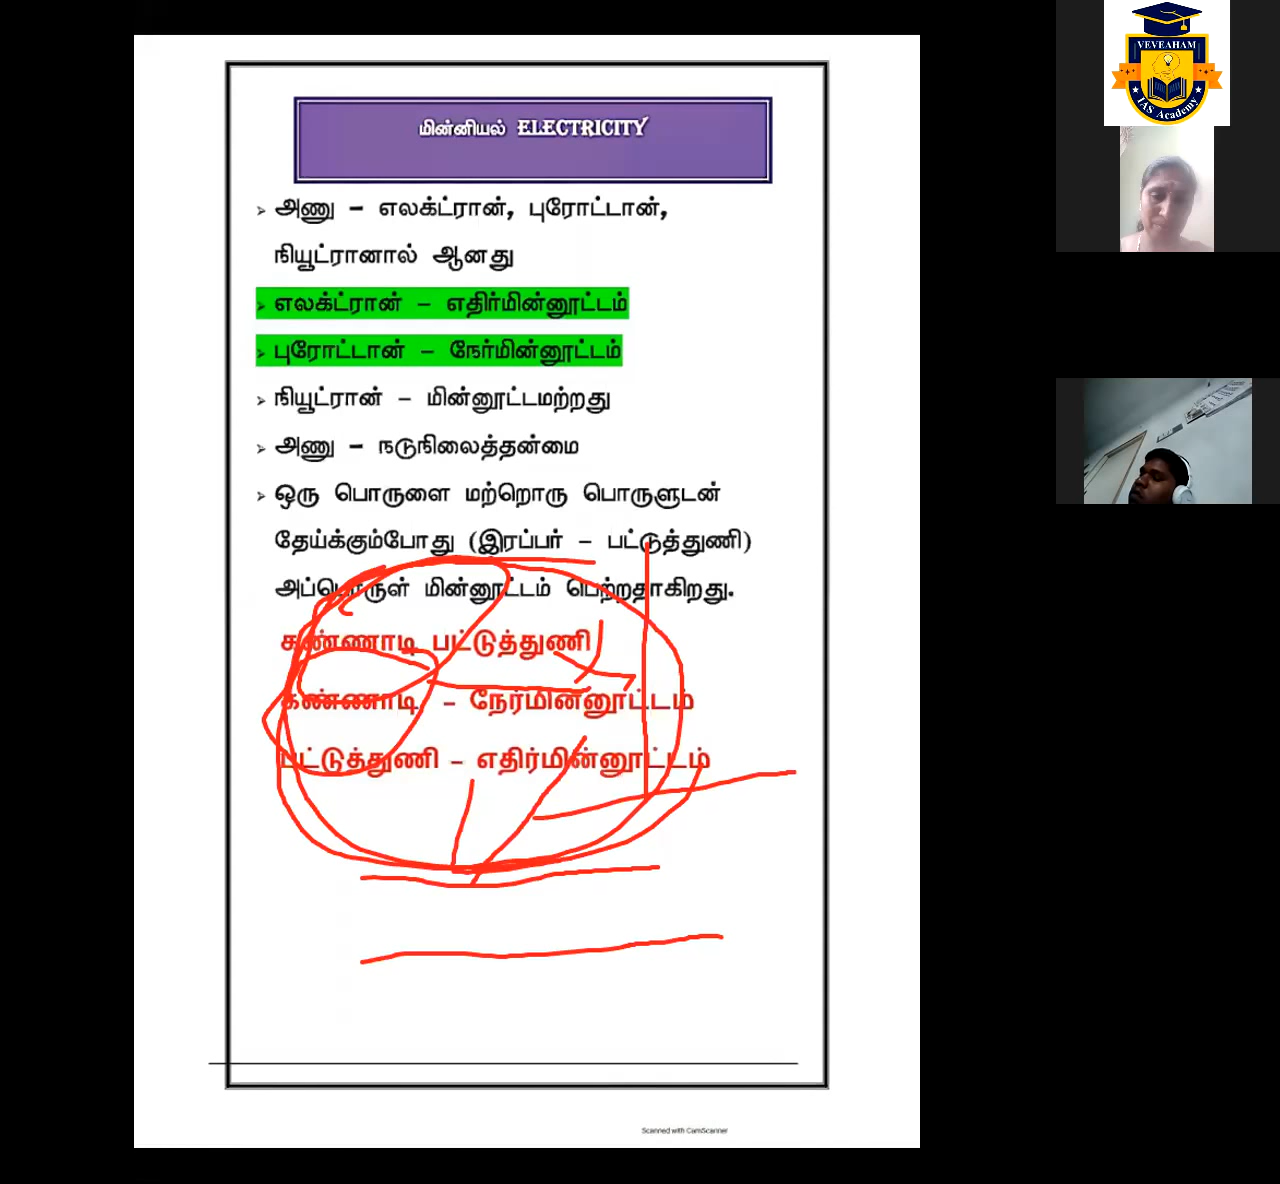 மின்னியல் ELECTRICITY
அணு – எலக்ட்ரான், புரோட்டான்,
நியூட்ரானால் ஆனது
எலக்ட்ரான் – எதிர்மின்னூட்டம்
புரோட்டான் – நேர்மின்னூட்டம்
நியூட்ரான் – மின்னூட்டமற்றது
அணு – நடுநிலைத்தன்மை
ஒரு பொருளை மற்றொரு பொருளுடன்
தேய்க்கும்போது (இரப்பர் – பட்டுத்துணி)
அப்பொருள் மின்னூட்டம் பெற்றதாகிறது.
கண்ணாடி பட்டுத்துணி
கண்ணாடி – நேர்மின்னூட்டம்
பட்டுத்துணி – எதிர்மின்னூட்டம்
Scanned with CamScanner
VEVEAHAM
IAS Academy